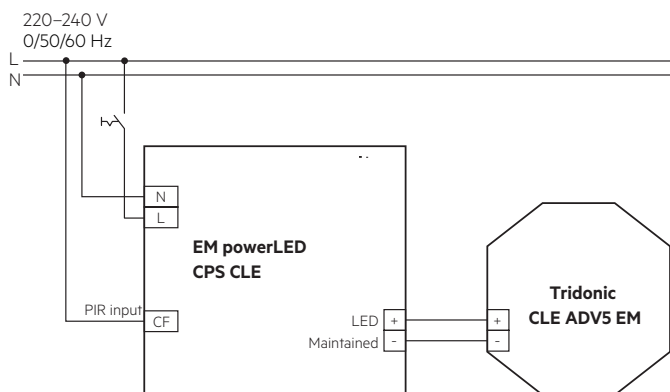 220–240 V
0/50/60 Hz
L
N
N
L
EM powerLED
CPS CLE
PIR input
CF
LED
+
Maintained
-
+
-
Tridonic
CLE ADV5 EM